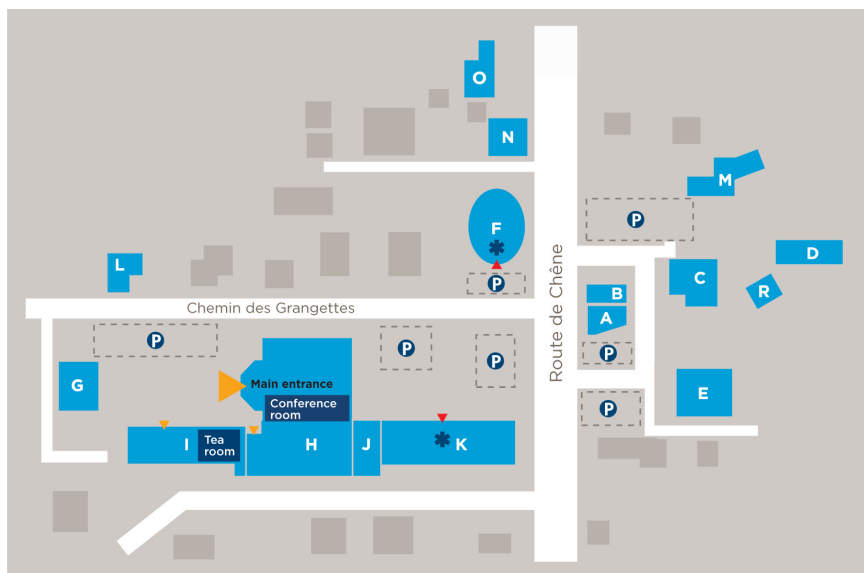 O
N
M
P
F
D
L
C
P
R
B
Chemin des Grangettes
A
Route de Chêne
P
P
P
P
G
Main entrance
E
Conference
room
P
I
Tea
room
H
J
K